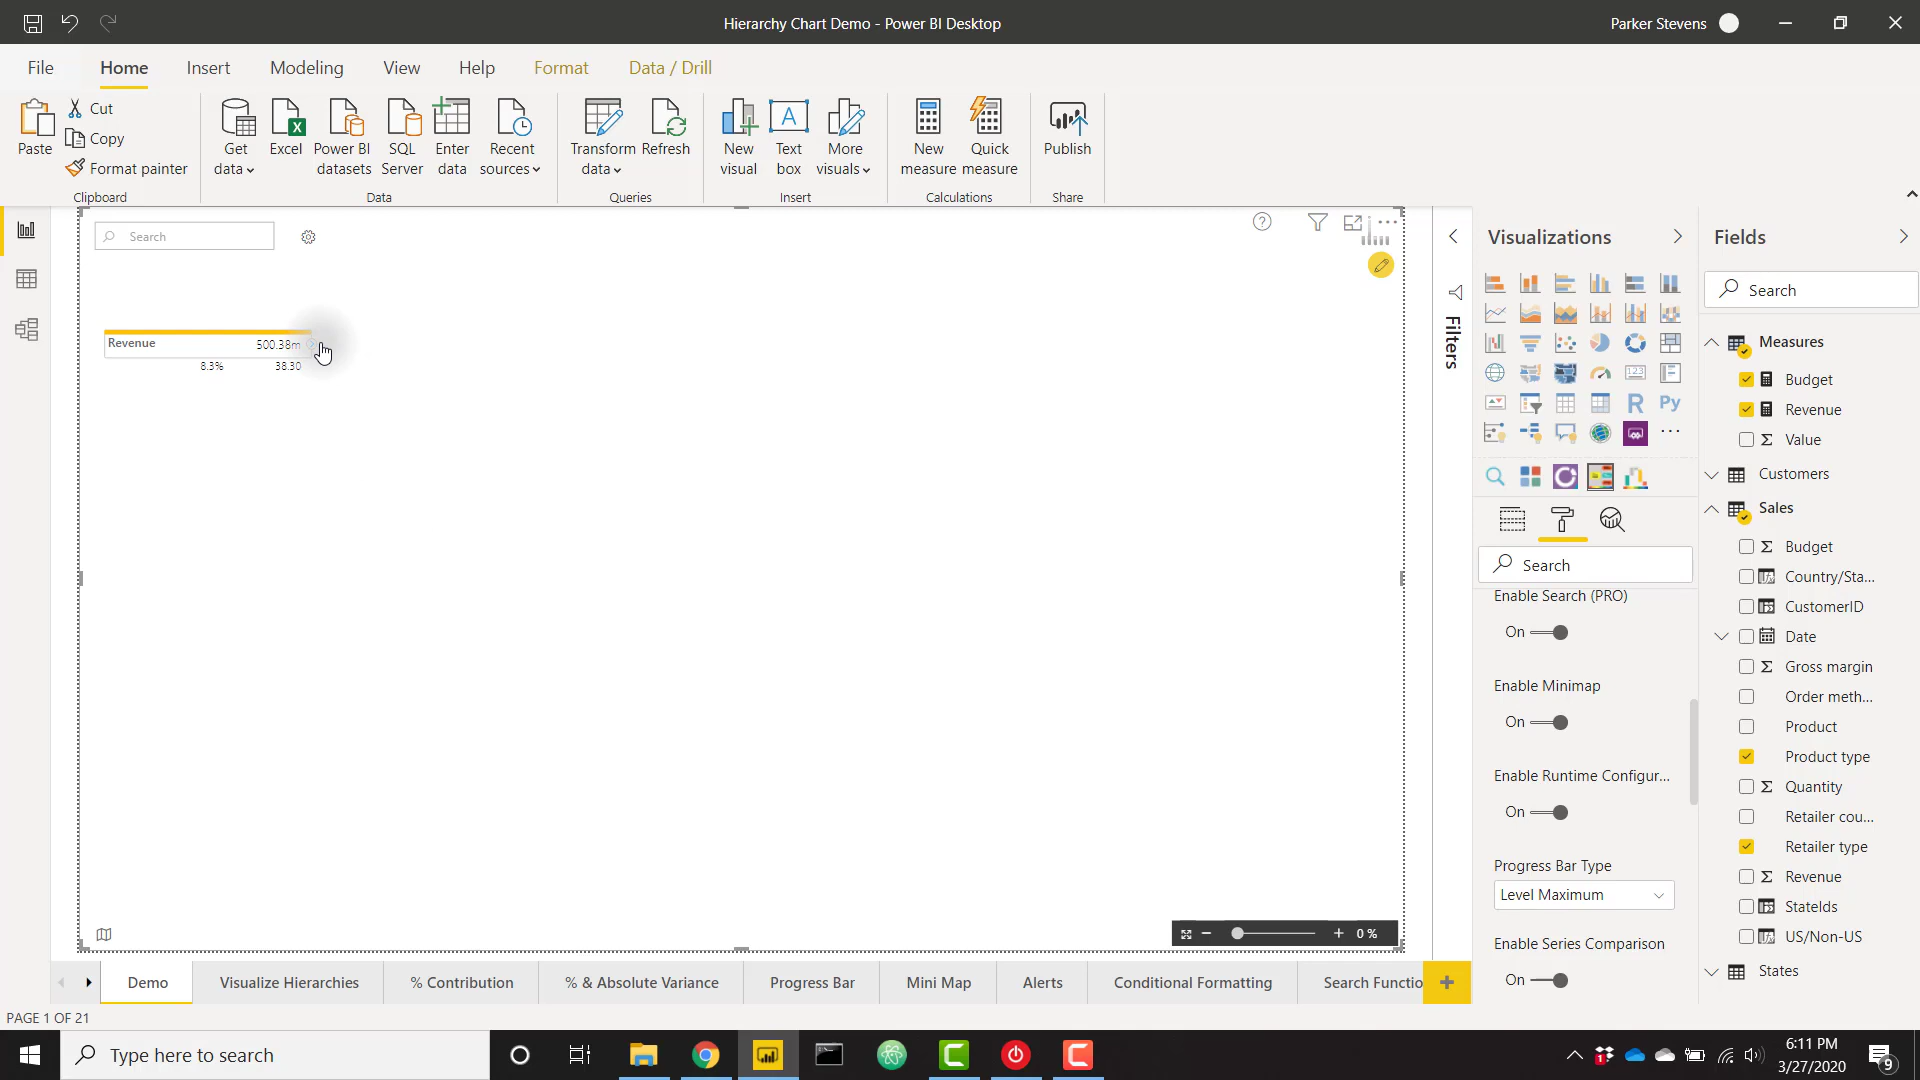 Hierarchy Chart Demo - Power BI Desktop
Parker Stevens
File Home Insert Modeling View Help Format Data / Drill
Paste
Cut
Copy
Format painter
Clipboard
Get data
Excel
Power BI datasets
SQL Server
Enter data
Recent sources
Data
Transform data
Refresh
Queries
New visual
Text box
A
More visuals
Insert
New measure
Quick measure
Calculations
Publish
Share
Search
Revenue 500.38m
8.3% 38.30
0 %
Filters
Visualizations
123
R
Py
Search
Enable Search (PRO)
On
Enable Minimap
On
Enable Runtime Configur...
On
Progress Bar Type
Level Maximum
Enable Series Comparison
On
Fields
Search
Measures
Budget
Revenue
Σ Value
Customers
Sales
Σ Budget
Country/Sta...
CustomerID
Date
Σ Gross margin
Order meth...
Product
Product type
Σ Quantity
Retailer cou...
Retailer type
Σ Revenue
StateIds
US/Non-US
States
Demo Visualize Hierarchies % Contribution % & Absolute Variance Progress Bar Mini Map Alerts Conditional Formatting Search Functio
PAGE 1 OF 21
Type here to search
6:11 PM
3/27/2020
9